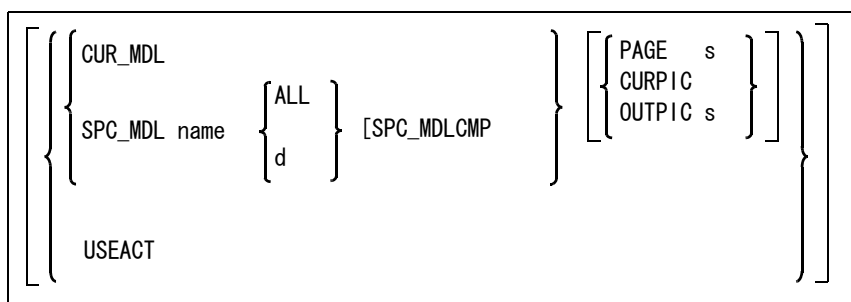 CUR_MDL
SPC_MDL name ALL d [SPC_MDLCMP
PAGE s
CURPIC
OUTPIC s
USEACT